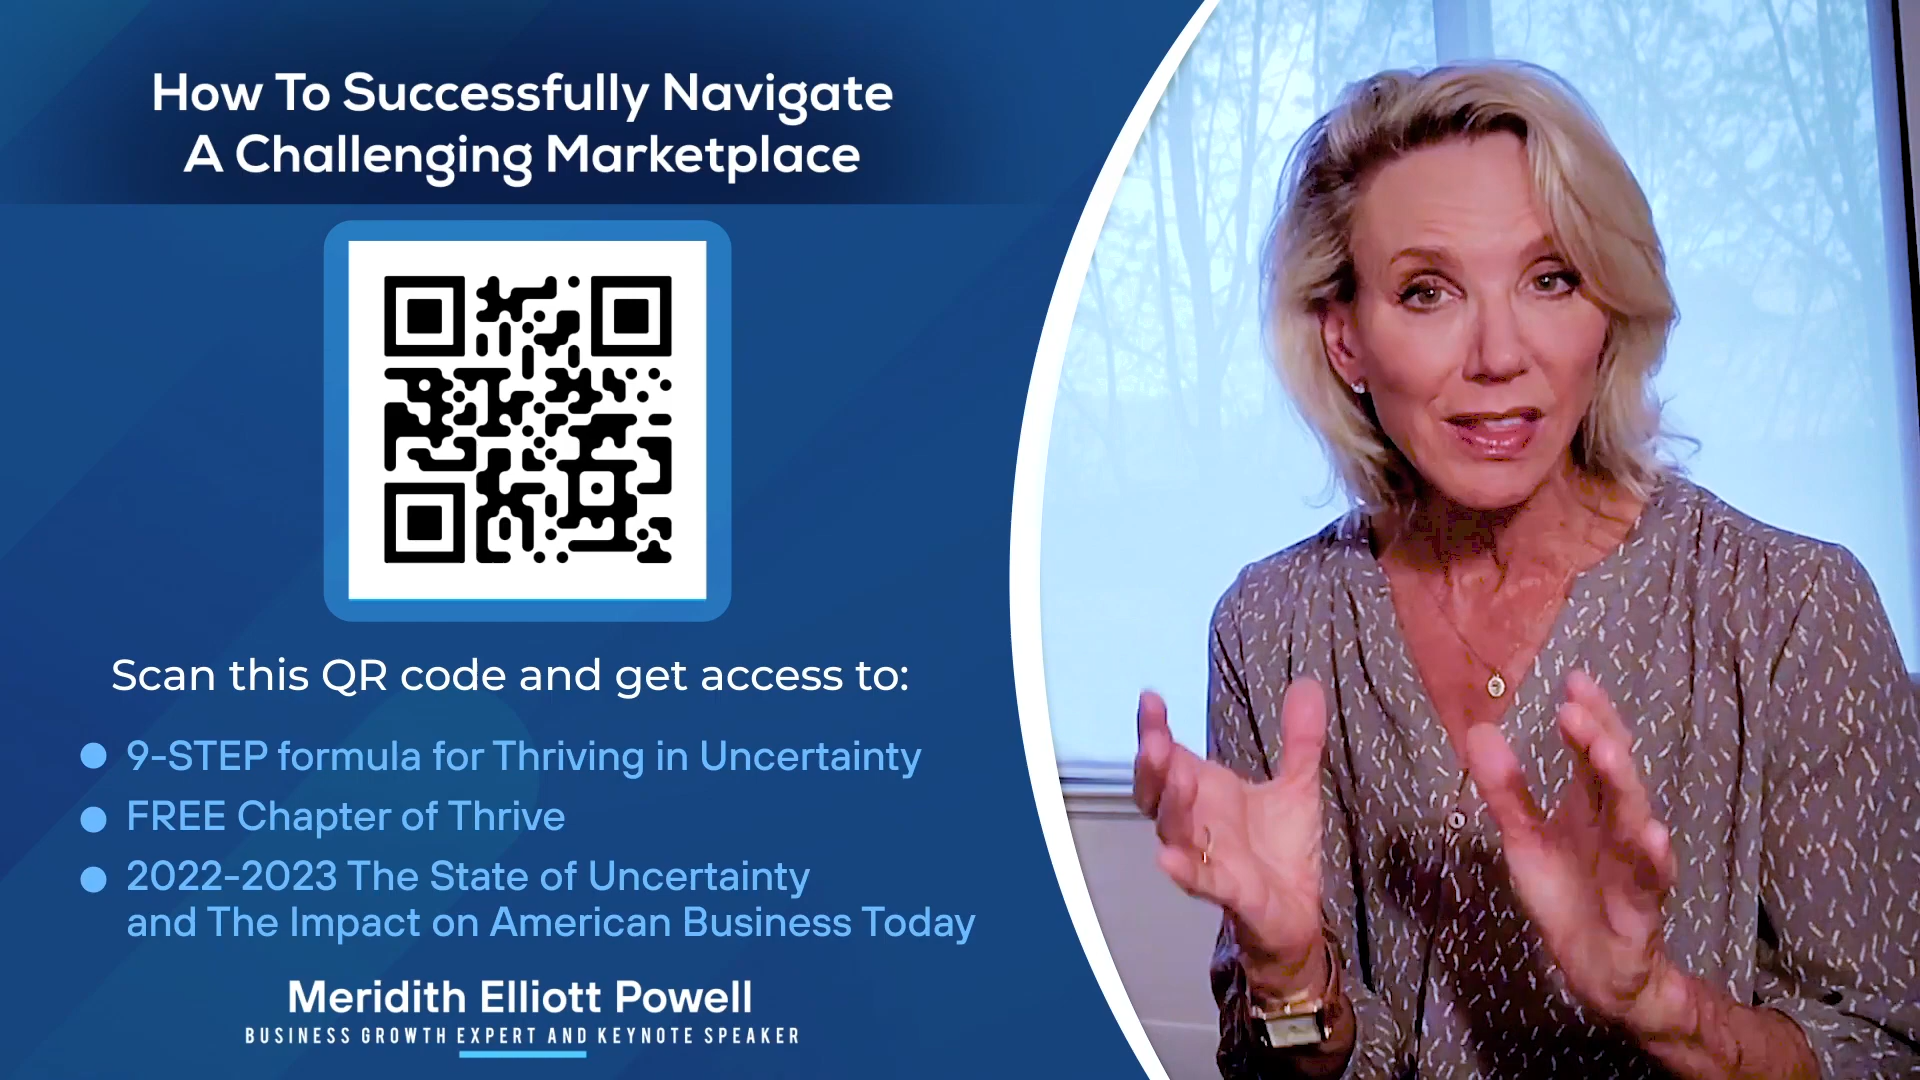 How To Successfully Navigate
A Challenging Marketplace
Scan this QR code and get access to:
9-STEP formula for Thriving in Uncertainty
FREE Chapter of Thrive
2022-2023 The State of Uncertainty
and The Impact on American Business Today
Meridith Elliott Powell
BUSINESS GROWTH EXPERT AND KEYNOTE SPEAKER